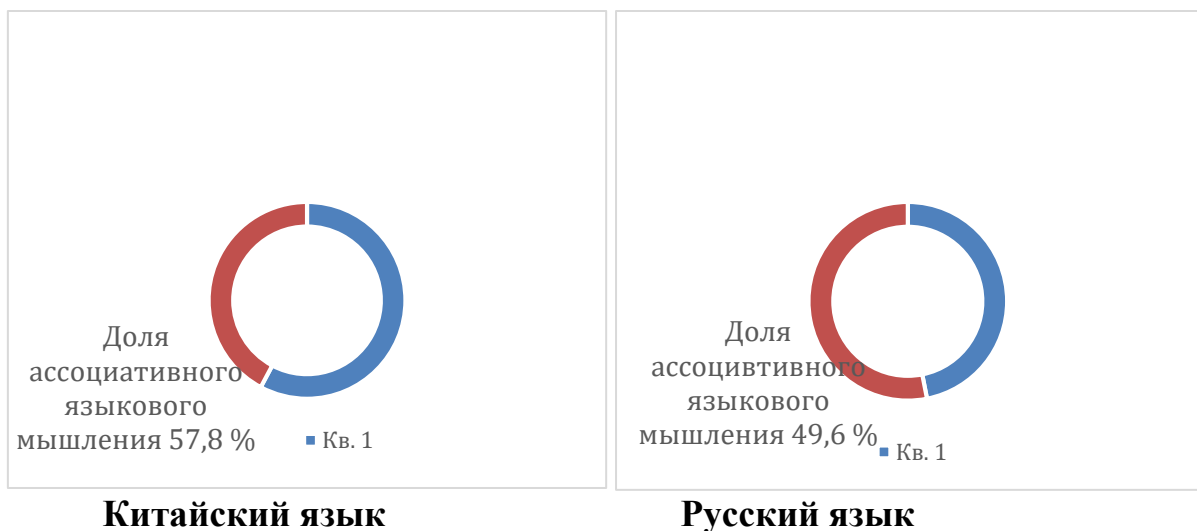 Доля
ассоциативного
языкового
мышления 57,8 %
Кв. 1
Доля
ассоцивтивного
языкового
мышления 49,6 %
Кв. 1
Китайский язык
Русский язык